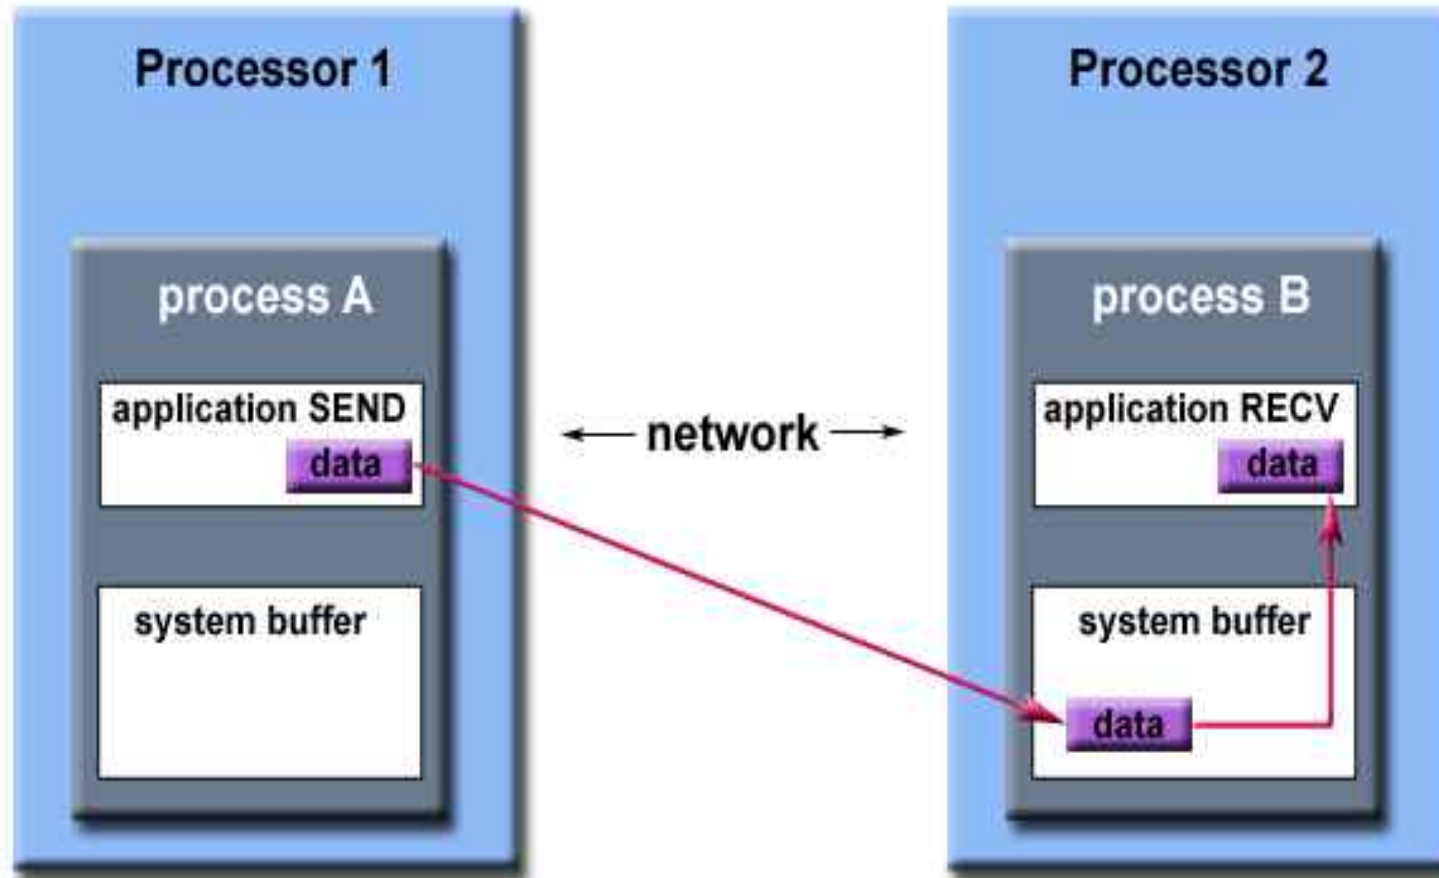 Processor 1
process A
application SEND
data
system buffer
network
Processor 2
process B
application RECV
data
system buffer
data